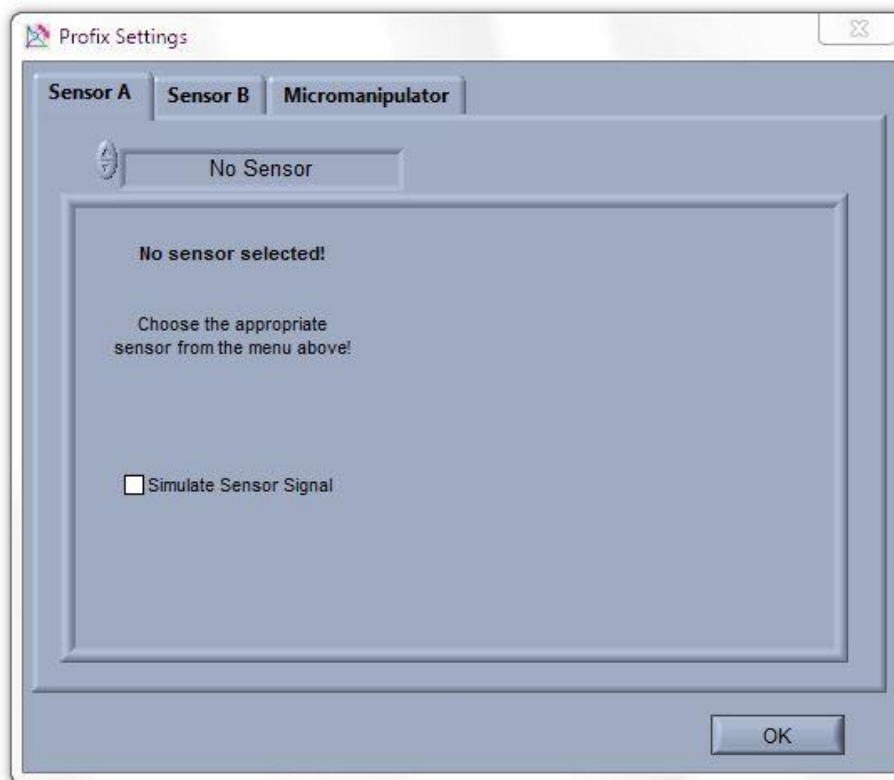 Profix Settings
Sensor A Sensor B Micromanipulator
No Sensor
No sensor selected!
Choose the appropriate
sensor from the menu above!
Simulate Sensor Signal
OK